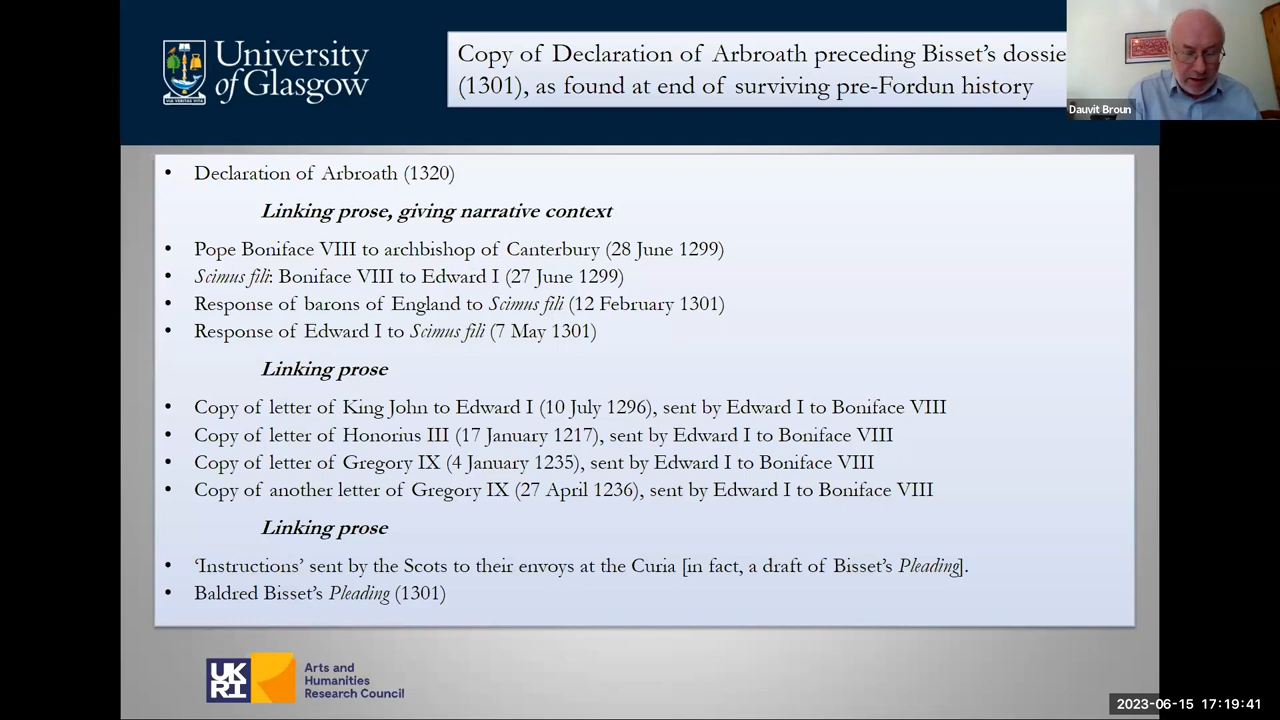 University
of Glasgow
VIA VERITAS VITA
Copy of Declaration of Arbroath preceding Bisset's dossie
(1301), as found at end of surviving pre-Fordun history
Dauvit Broun
• Declaration of Arbroath (1320)
Linking prose, giving narrative context
• Pope Boniface VIII to archbishop of Canterbury (28 June 1299)
• Scimus fili: Boniface VIII to Edward I (27 June 1299)
• Response of barons of England to Scimus fili (12 February 1301)
• Response of Edward I to Scimus fili (7 May 1301)
Linking prose
• Copy of letter of King John to Edward I (10 July 1296), sent by Edward I to Boniface VIII
• Copy of letter of Honorius III (17 January 1217), sent by Edward I to Boniface VIII
• Copy of letter of Gregory IX (4 January 1235), sent by Edward I to Boniface VIII
• Copy of another letter of Gregory IX (27 April 1236), sent by Edward I to Boniface VIII
Linking prose
• ‘Instructions’ sent by the Scots to their envoys at the Curia [in fact, a draft of Bisset's Pleading].
• Baldred Bisset's Pleading (1301)
UK
RI
Arts and
Humanities
Research Council
2023-06-15 17:19:41